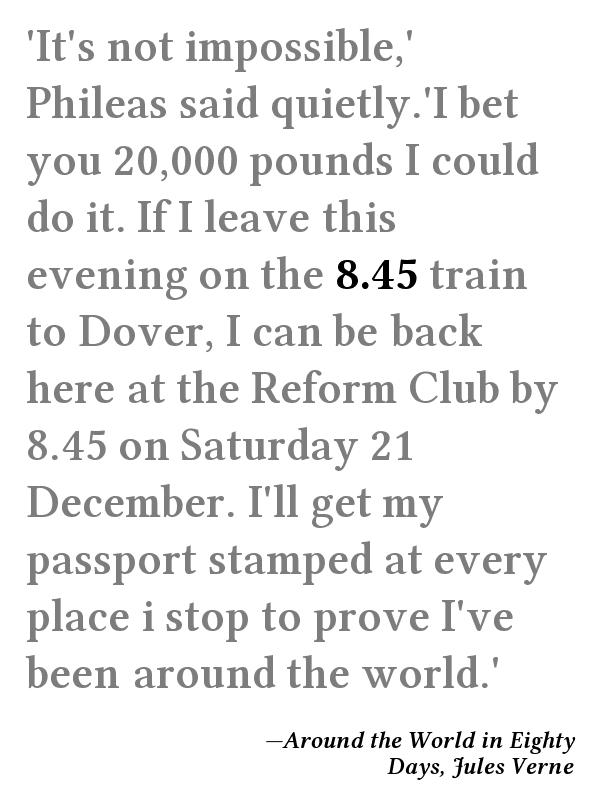 'It's not impossible,'
Phileas said quietly.'I bet
you 20,000 pounds I could
do it. If I leave this
evening on the 8.45 train
to Dover, I can be back
here at the Reform Club by
8.45 on Saturday 21
December. I'll get my
passport stamped at every
place i stop to prove I've
been around the world.'
—Around the World in Eighty
Days, Jules Verne